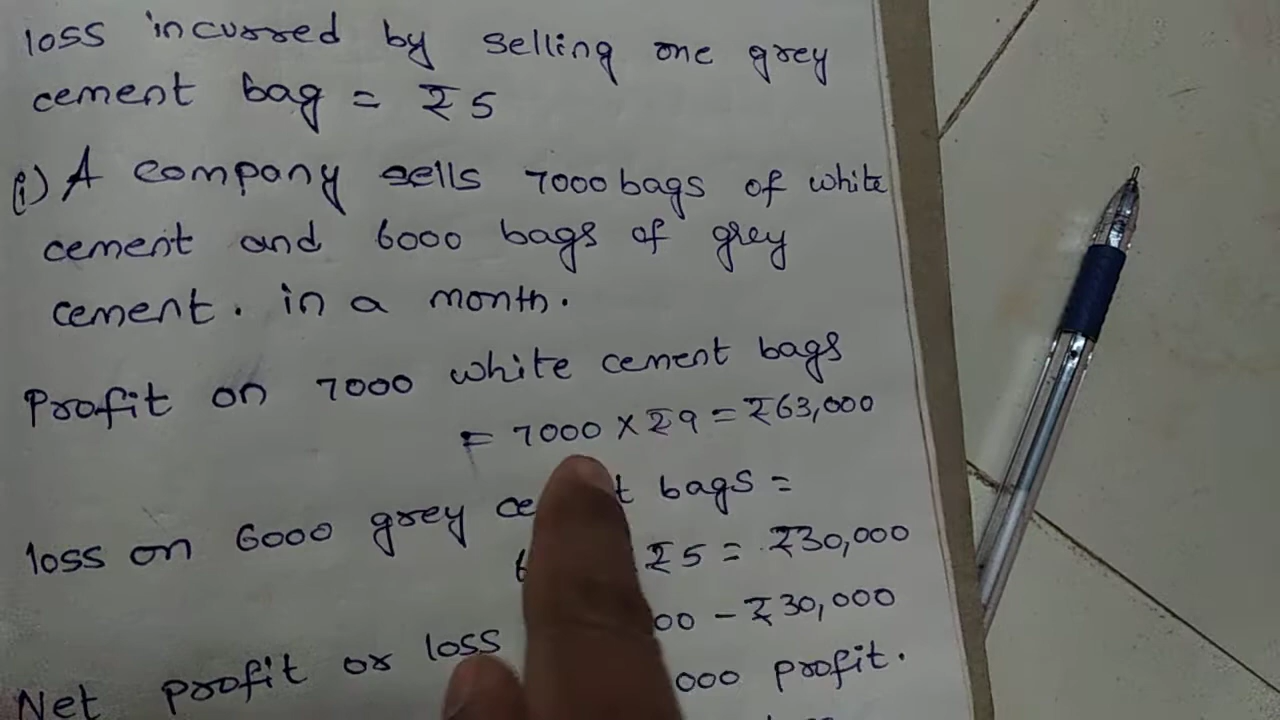 loss incurred by selling one grey
cement bag = ₹5
(i) A company sells 7000 bags of white
cement and 6000 bags of grey
cement. in a month.
Profit on 7000 white cement bags
= 7000 × ₹9 = ₹63,000
loss on 6000 grey bags =
₹5 = ₹30,000
00 - ₹30,000
Net profit or loss
000 profit.